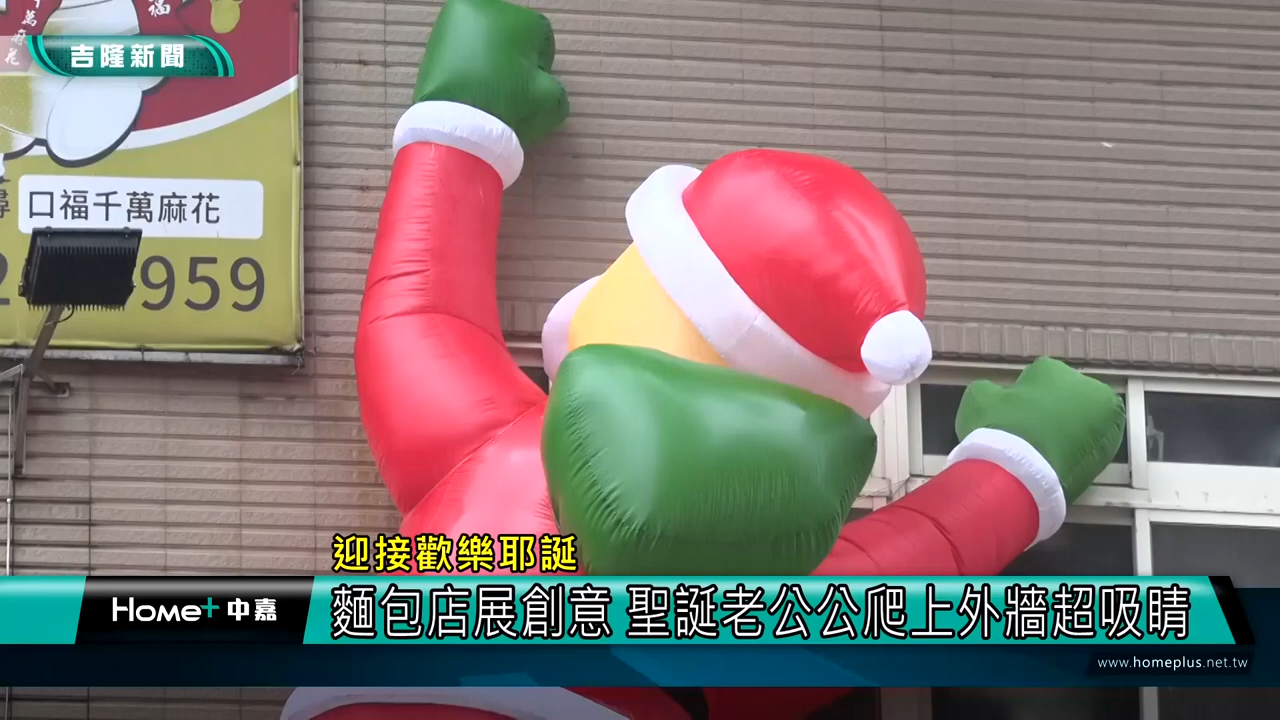 吉隆新聞
口福千萬麻花
959
迎接歡樂耶誕
麵包店展創意 聖誕老公公爬上外牆超吸睛
Home+ 中嘉
www.homeplus.net.tw